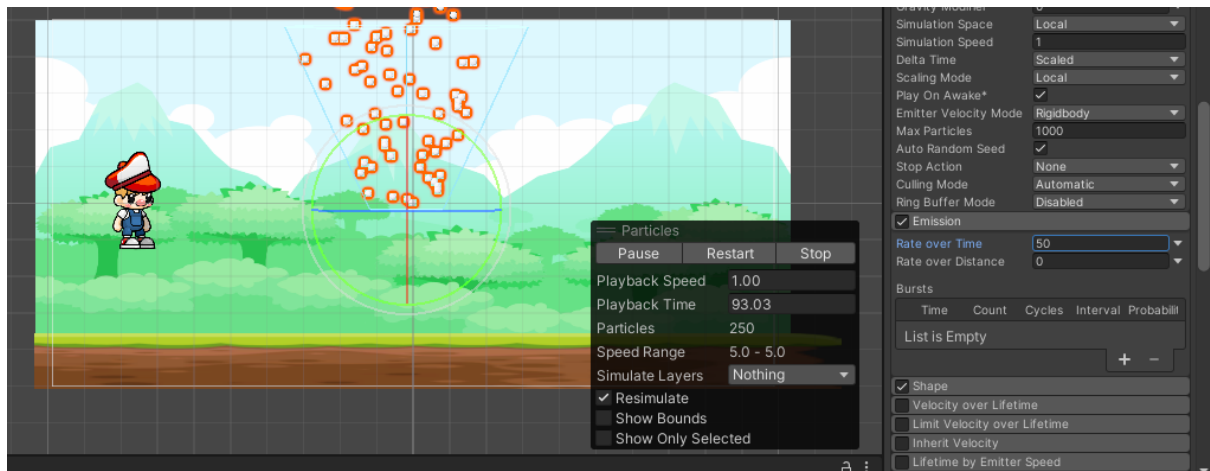 Particles
Pause Restart Stop
Playback Speed 1.00
Playback Time 93.03
Particles 250
Speed Range 5.0 - 5.0
Simulate Layers Nothing
Resimulate
Show Bounds
Show Only Selected
Gravity Modifier 0
Simulation Space Local
Simulation Speed 1
Delta Time Scaled
Scaling Mode Local
Play On Awake*
Emitter Velocity Mode Rigidbody
Max Particles 1000
Auto Random Seed
Stop Action None
Culling Mode Automatic
Ring Buffer Mode Disabled
Emission
Rate over Time 50
Rate over Distance 0
Bursts
Time Count Cycles Interval Probabilit
List is Empty
+ −
Shape
Velocity over Lifetime
Limit Velocity over Lifetime
Inherit Velocity
Lifetime by Emitter Speed